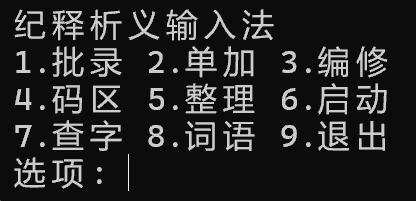 纪释析义输入法
1.批录 2.单加 3.编修
4.码区 5.整理 6.启动
7.查字 8.词语 9.退出
选项: